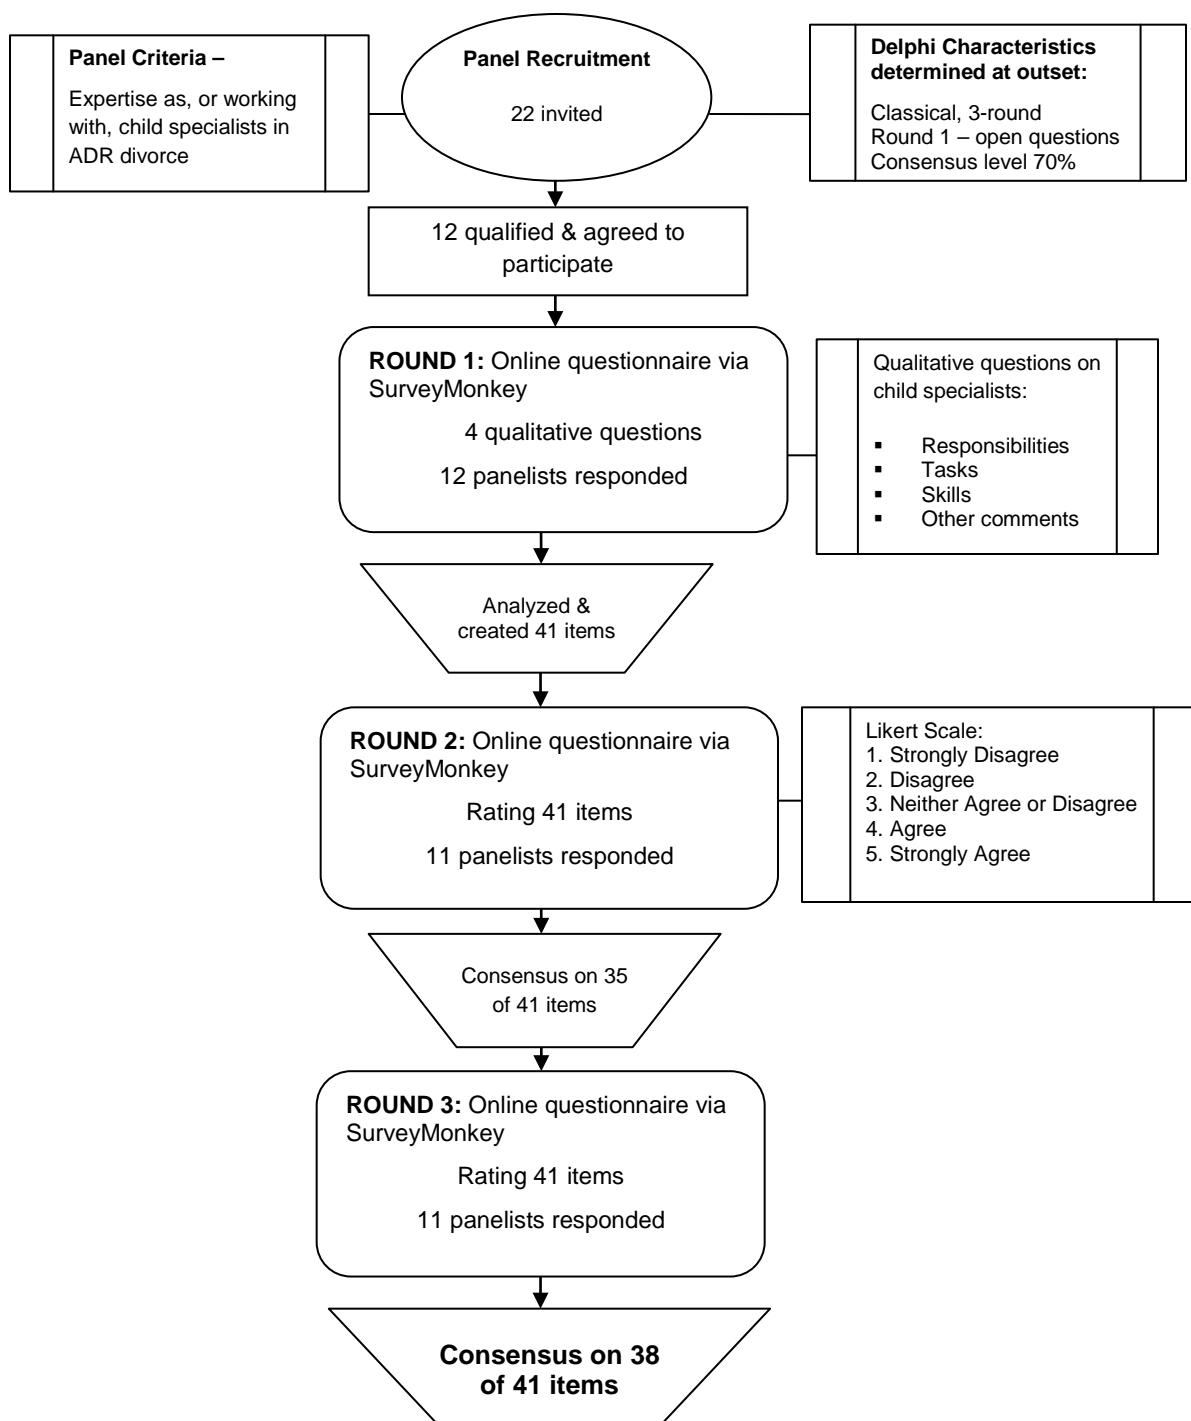 Panel Criteria –
Expertise as, or working
with, child specialists in
ADR divorce
Panel Recruitment
22 invited
Delphi Characteristics
determined at outset:
Classical, 3-round
Round 1 – open questions
Consensus level 70%
12 qualified & agreed to
participate
ROUND 1: Online questionnaire via
SurveyMonkey
4 qualitative questions
12 panelists responded
Qualitative questions on
child specialists:
▪ Responsibilities
▪ Tasks
▪ Skills
▪ Other comments
Analyzed &
created 41 items
ROUND 2: Online questionnaire via
SurveyMonkey
Rating 41 items
11 panelists responded
Likert Scale:
1. Strongly Disagree
2. Disagree
3. Neither Agree or Disagree
4. Agree
5. Strongly Agree
Consensus on 35
of 41 items
ROUND 3: Online questionnaire via
SurveyMonkey
Rating 41 items
11 panelists responded
Consensus on 38
of 41 items